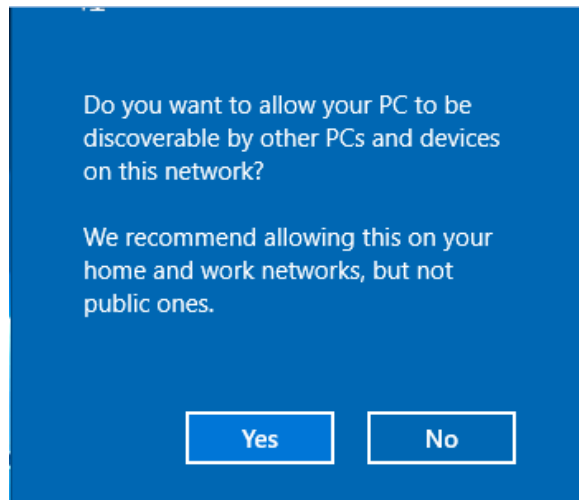 Do you want to allow your PC to be
discoverable by other PCs and devices
on this network?
We recommend allowing this on your
home and work networks, but not
public ones.
Yes
No